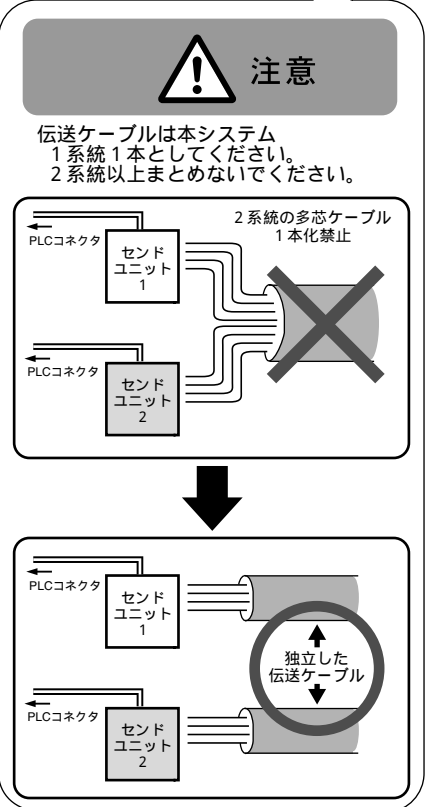 注意
伝送ケーブルは本システム
1系統1本としてください。
2系統以上まとめないでください。
2系統の多芯ケーブル
1本化禁止
PLCコネクタ
センド
ユニット
1
PLCコネクタ
センド
ユニット
2
PLCコネクタ
センド
ユニット
1
独立した
伝送ケーブル
PLCコネクタ
センド
ユニット
2